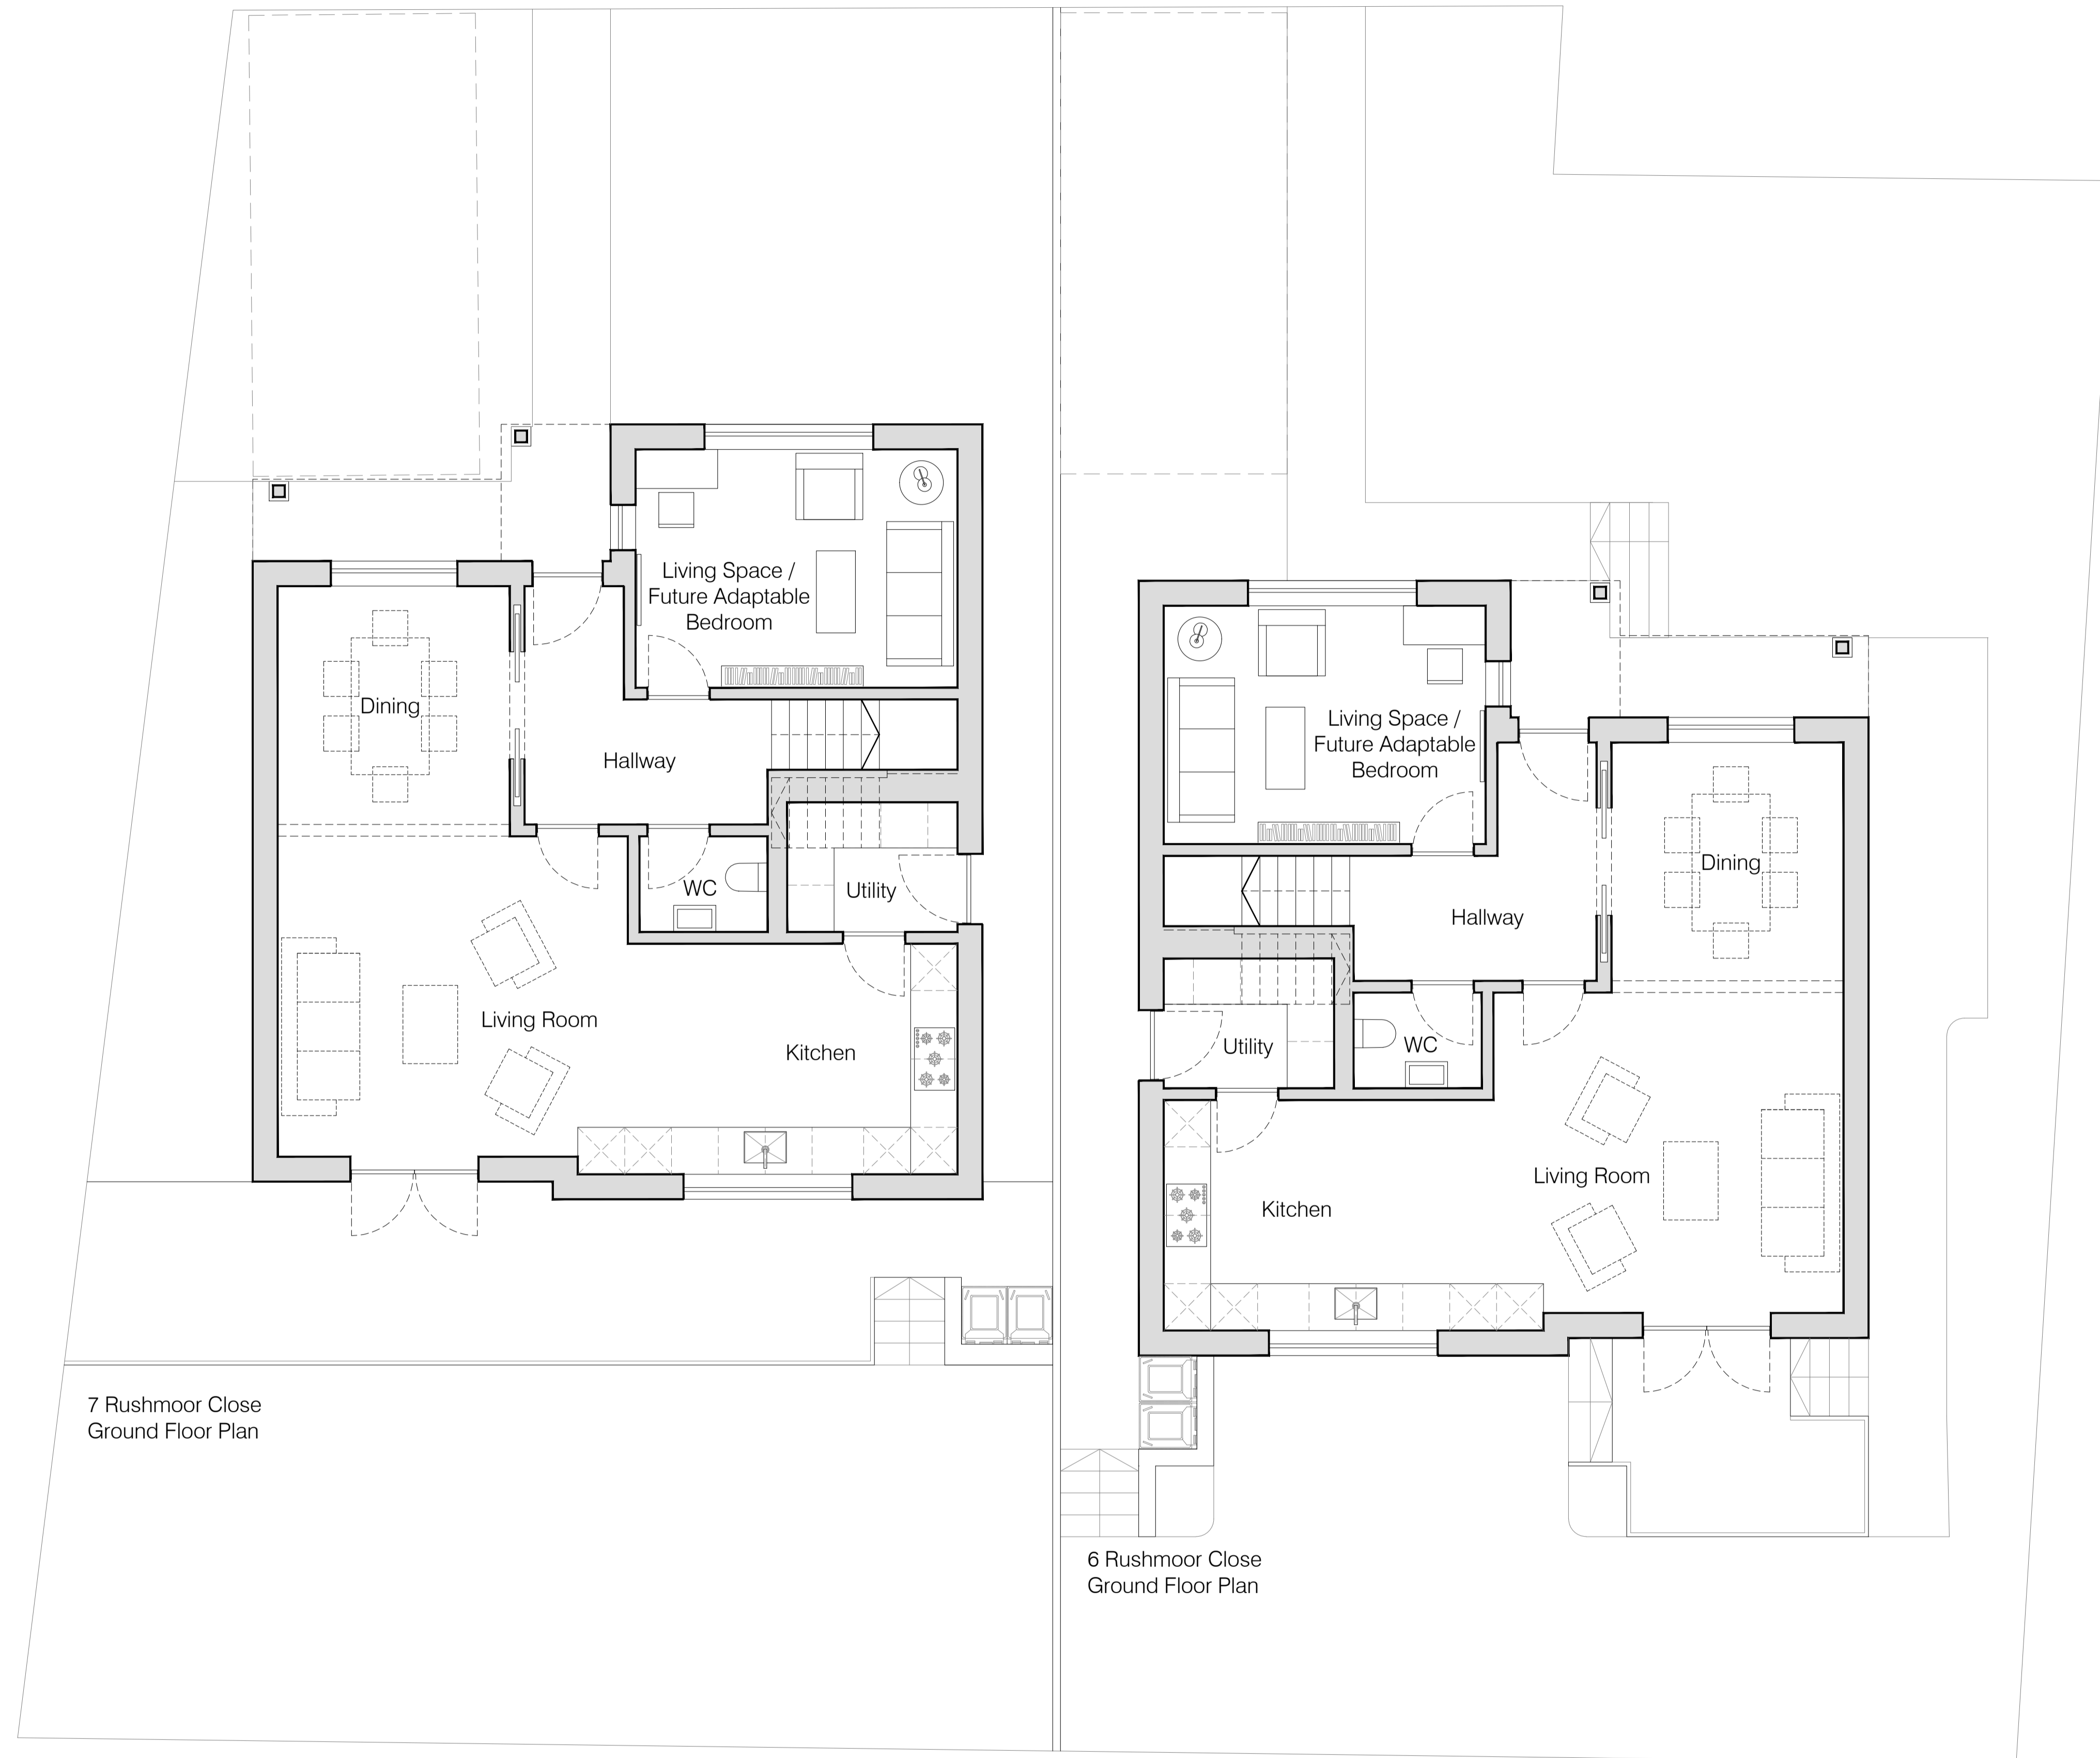 Living Space /
Future Adaptable
Bedroom
Dining
Hallway
WC
Utility
Living Room
Kitchen
7 Rushmoor Close
Ground Floor Plan
Living Space /
Future Adaptable
Bedroom
Dining
Hallway
WC
Utility
Living Room
Kitchen
6 Rushmoor Close
Ground Floor Plan